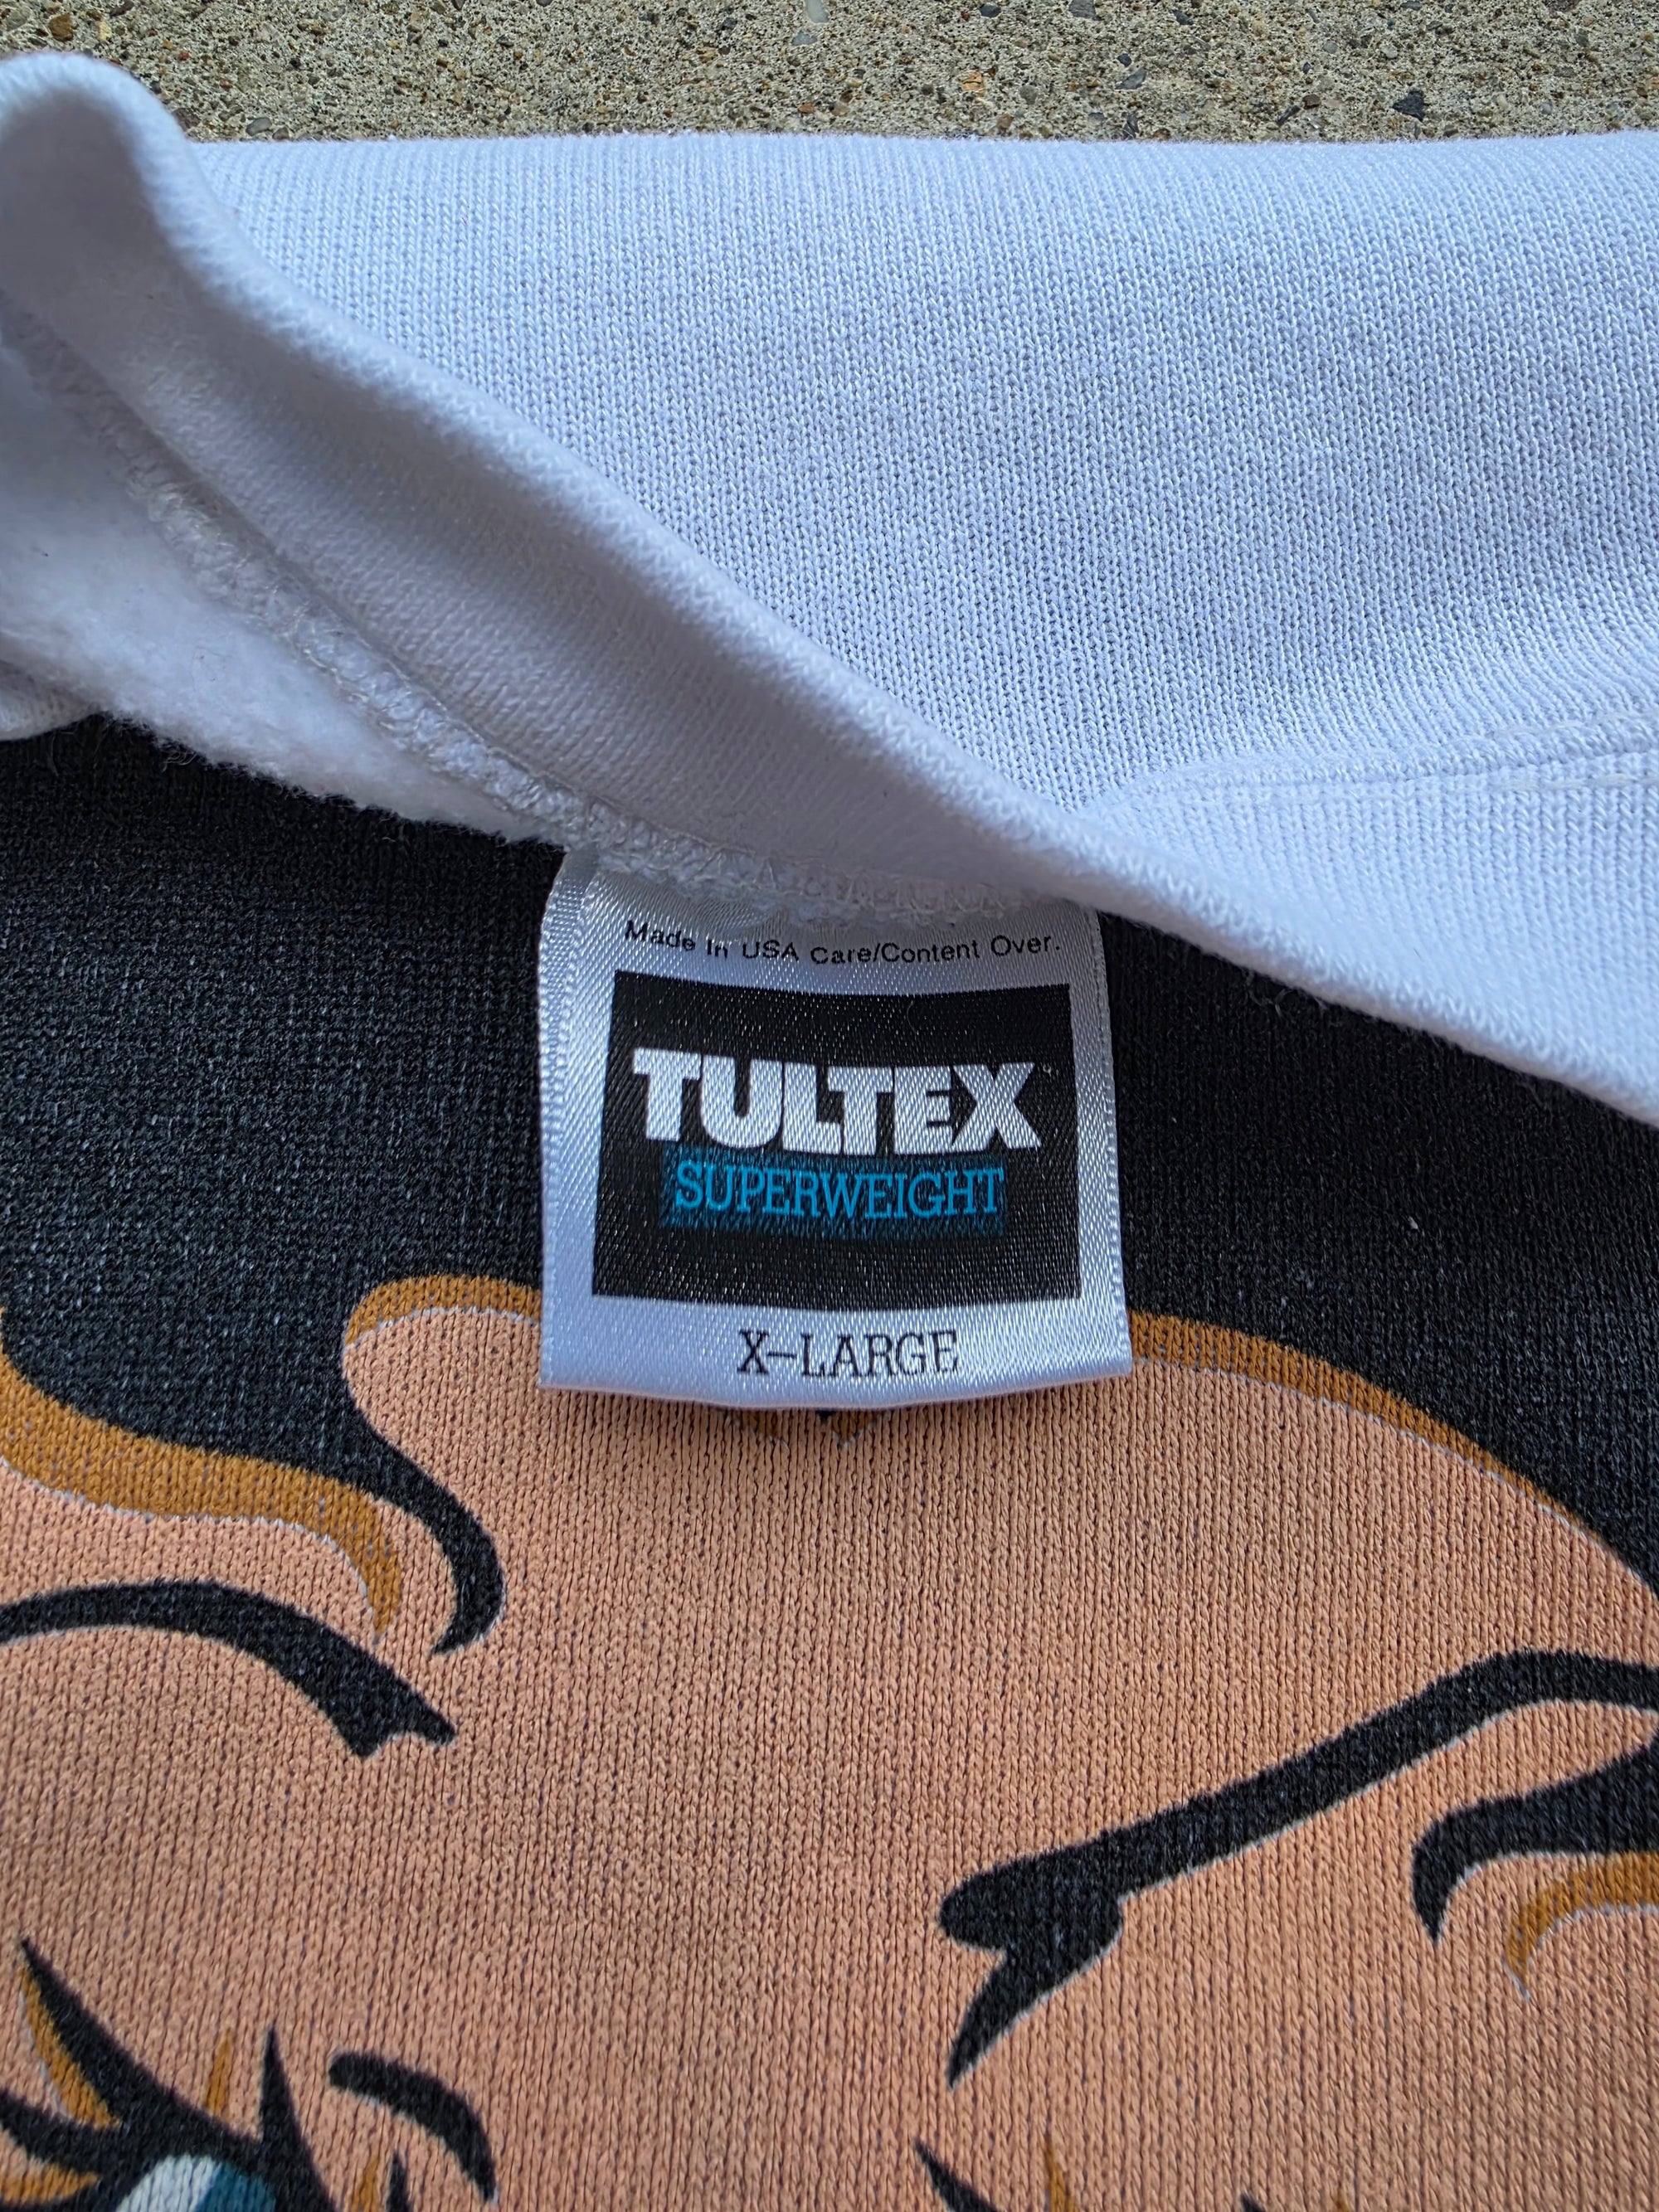 Made In USA Care/Content Over.
TULTEX
SUPERWEIGHT
X-LARGE